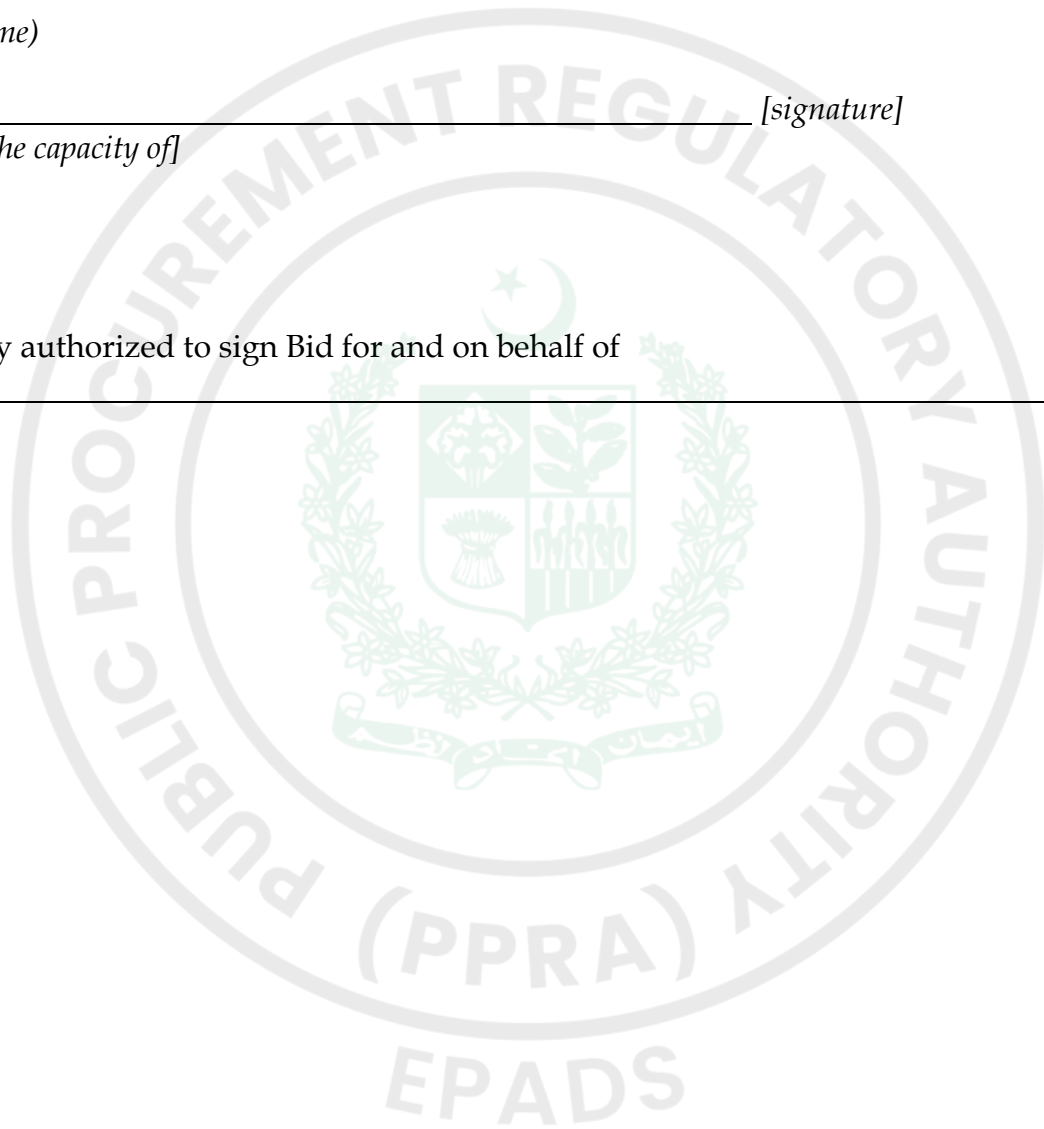 ne)
[signature]
he capacity of]
y authorized to sign Bid for and on behalf of
PUBLIC PROCUREMENT REGULATORY AUTHORITY
(PPRA)
EPADS